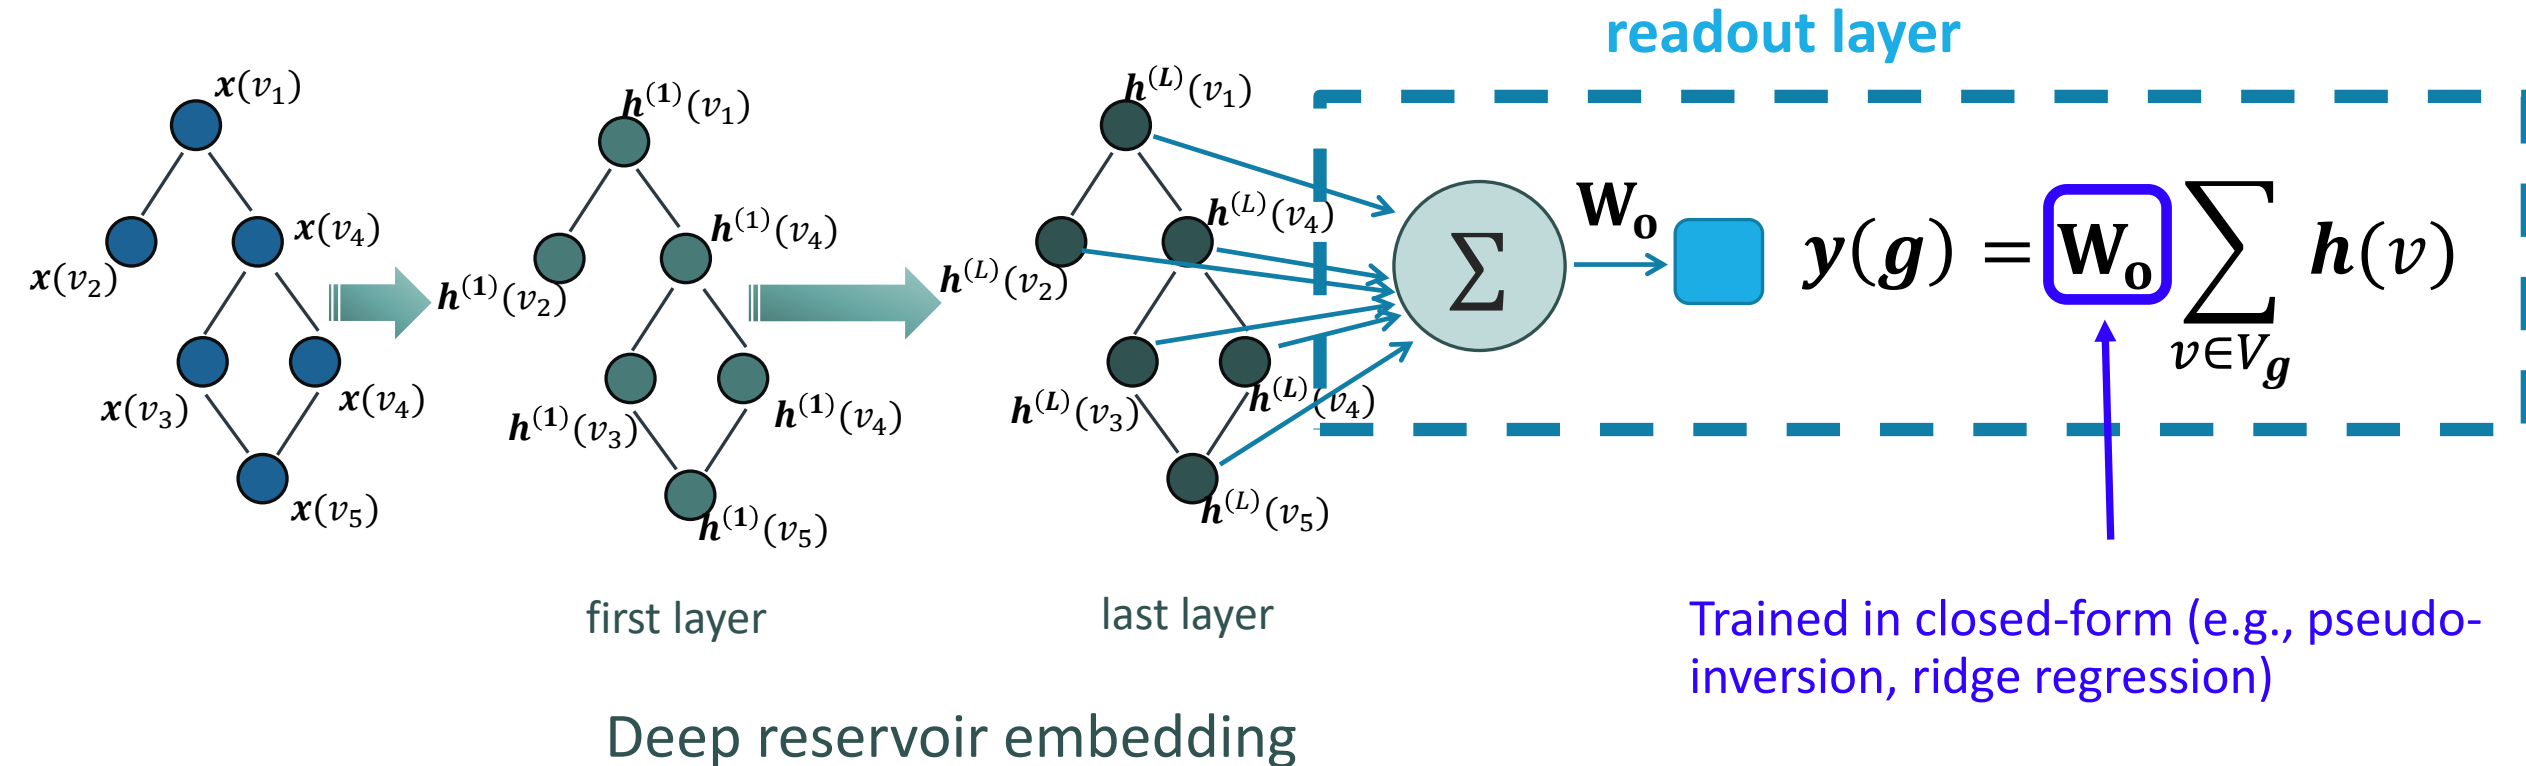 readout layer
x(v₁)
x(v₂)
x(v₄)
x(v₃)
x(v₄)
x(v₅)
h⁽¹⁾(v₁)
h⁽¹⁾(v₂)
h⁽¹⁾(v₄)
h⁽¹⁾(v₃)
h⁽¹⁾(v₄)
h⁽¹⁾(v₅)
first layer
h⁽ᴸ⁾(v₁)
h⁽ᴸ⁾(v₂)
h⁽ᴸ⁾(v₄)
h⁽ᴸ⁾(v₃)
h⁽ᴸ⁾(v₄)
h⁽ᴸ⁾(v₅)
last layer
Σ
Wₒ
y(g) = Wₒ ∑ h(v)
v∈V_g
Trained in closed-form (e.g., pseudo-
inversion, ridge regression)
Deep reservoir embedding